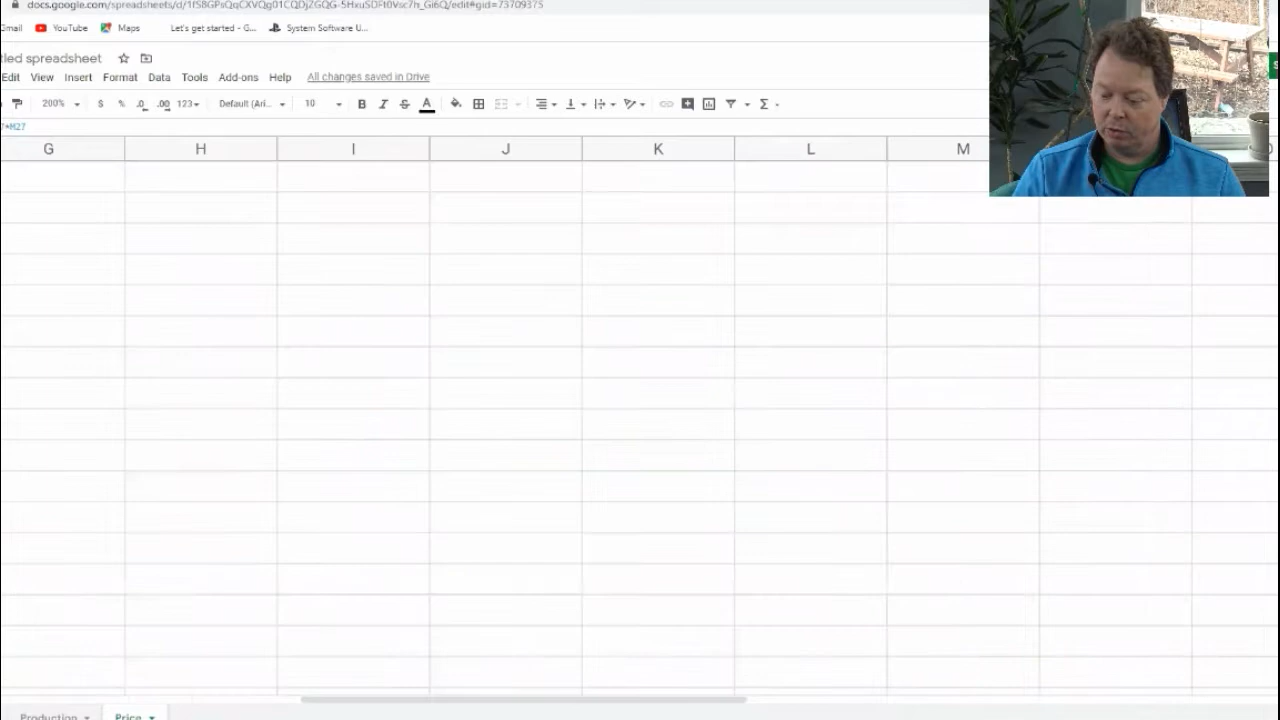 docs.google.com/spreadsheets/d/
/edit#gid=73709375
Gmail YouTube Maps Let's get started - G... System Software U...
tled spreadsheet
Edit View Insert Format Data Tools Add-ons Help All changes saved in Drive
200% $ % .0 .00 123 Default (Ari... 10 B I S A Σ
*M27
G H I J K L M
Production Price